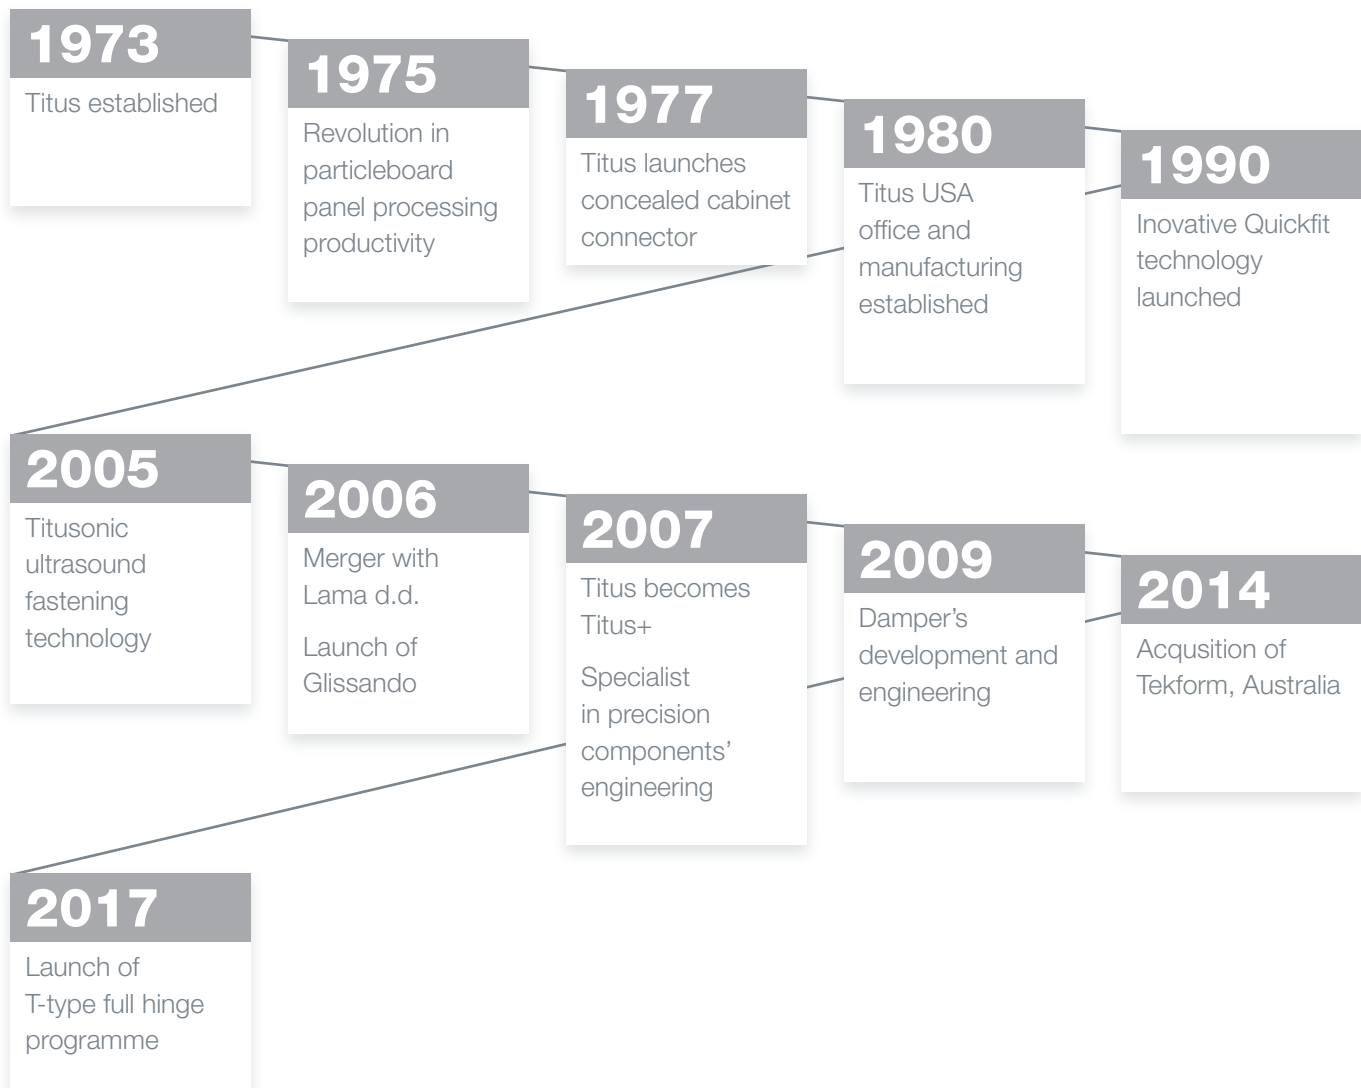 1973
Titus established
1975
Revolution in
particleboard
panel processing
productivity
1977
Titus launches
concealed cabinet
connector
1980
Titus USA
office and
manufacturing
established
1990
Inovative Quickfit
technology
launched
2005
Titusonic
ultrasound
fastening
technology
2006
Merger with
Lama d.d.
Launch of
Glissando
2007
Titus becomes
Titus+
Specialist
in precision
components’
engineering
2009
Damper’s
development and
engineering
2014
Acqusition of
Tekform, Australia
2017
Launch of
T-type full hinge
programme